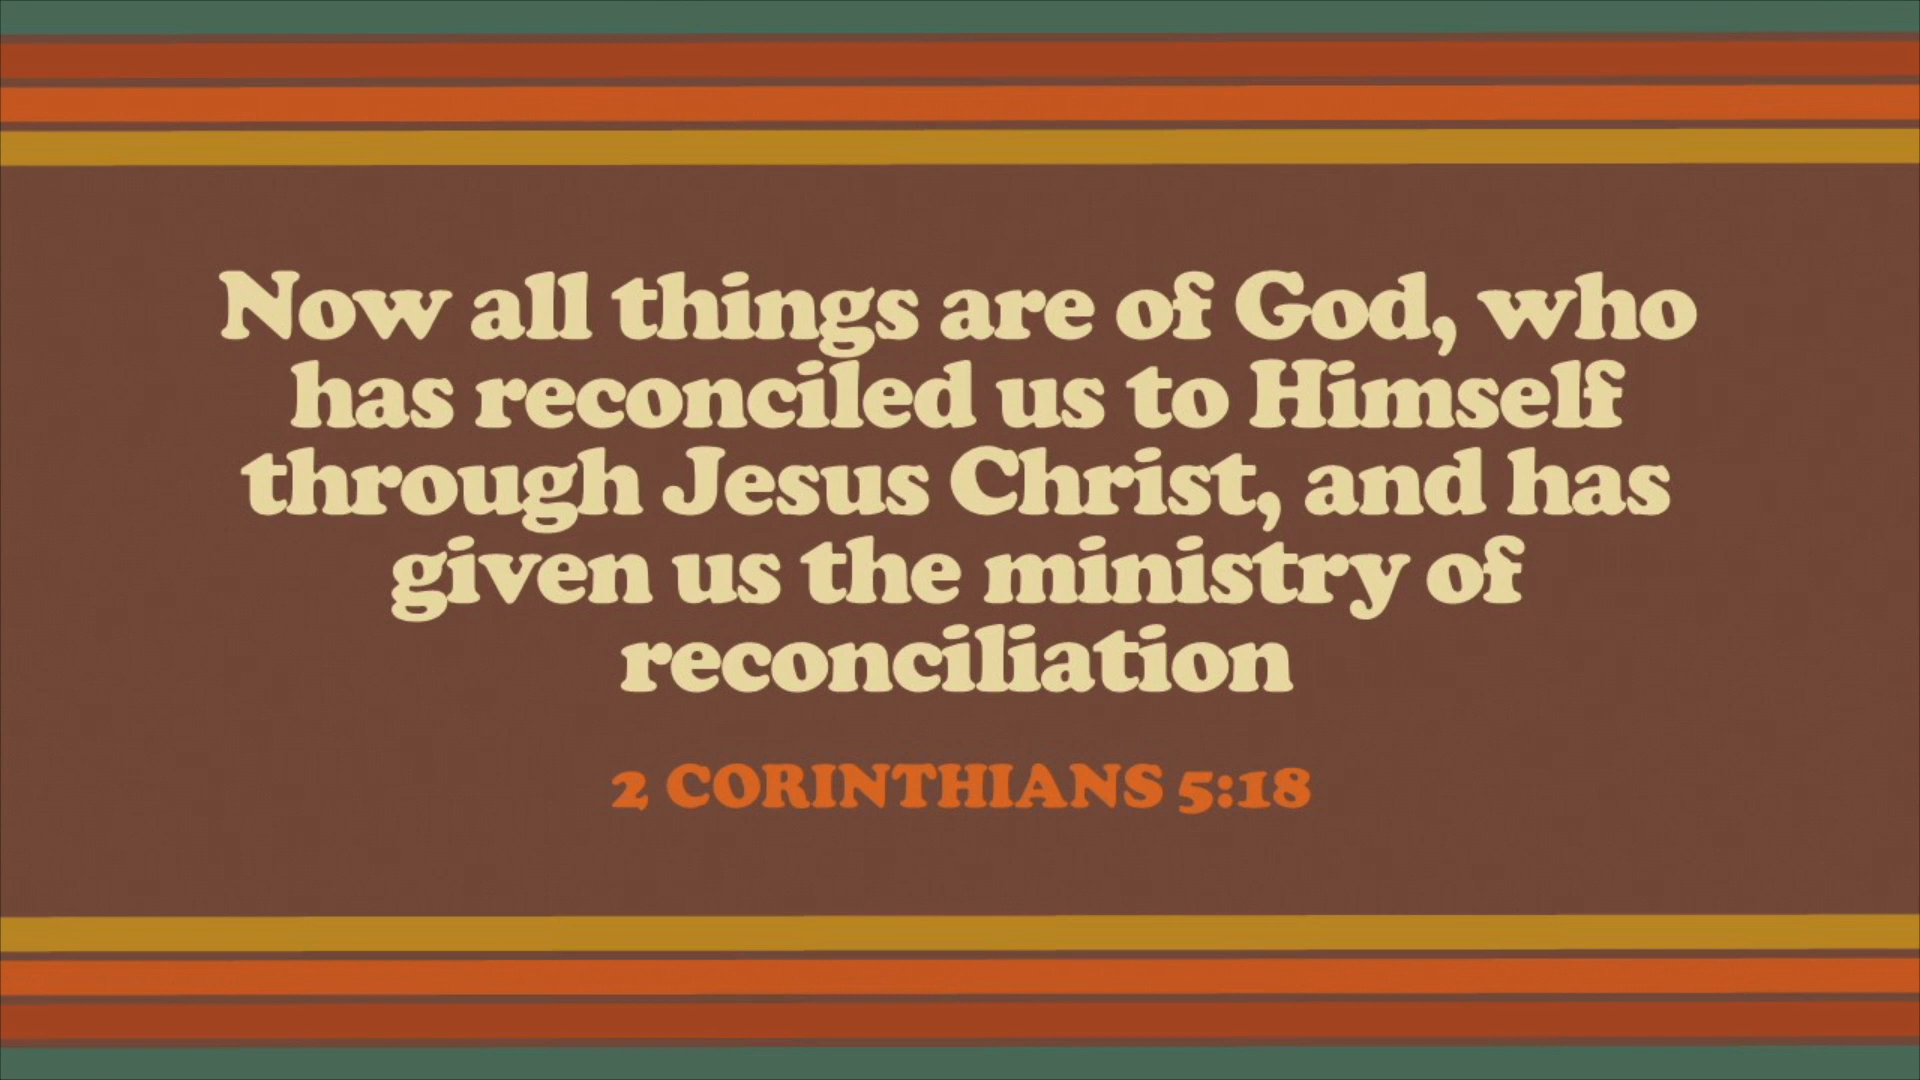 Now all things are of God, who
has reconciled us to Himself
through Jesus Christ, and has
given us the ministry of
reconciliation
2 CORINTHIANS 5:18